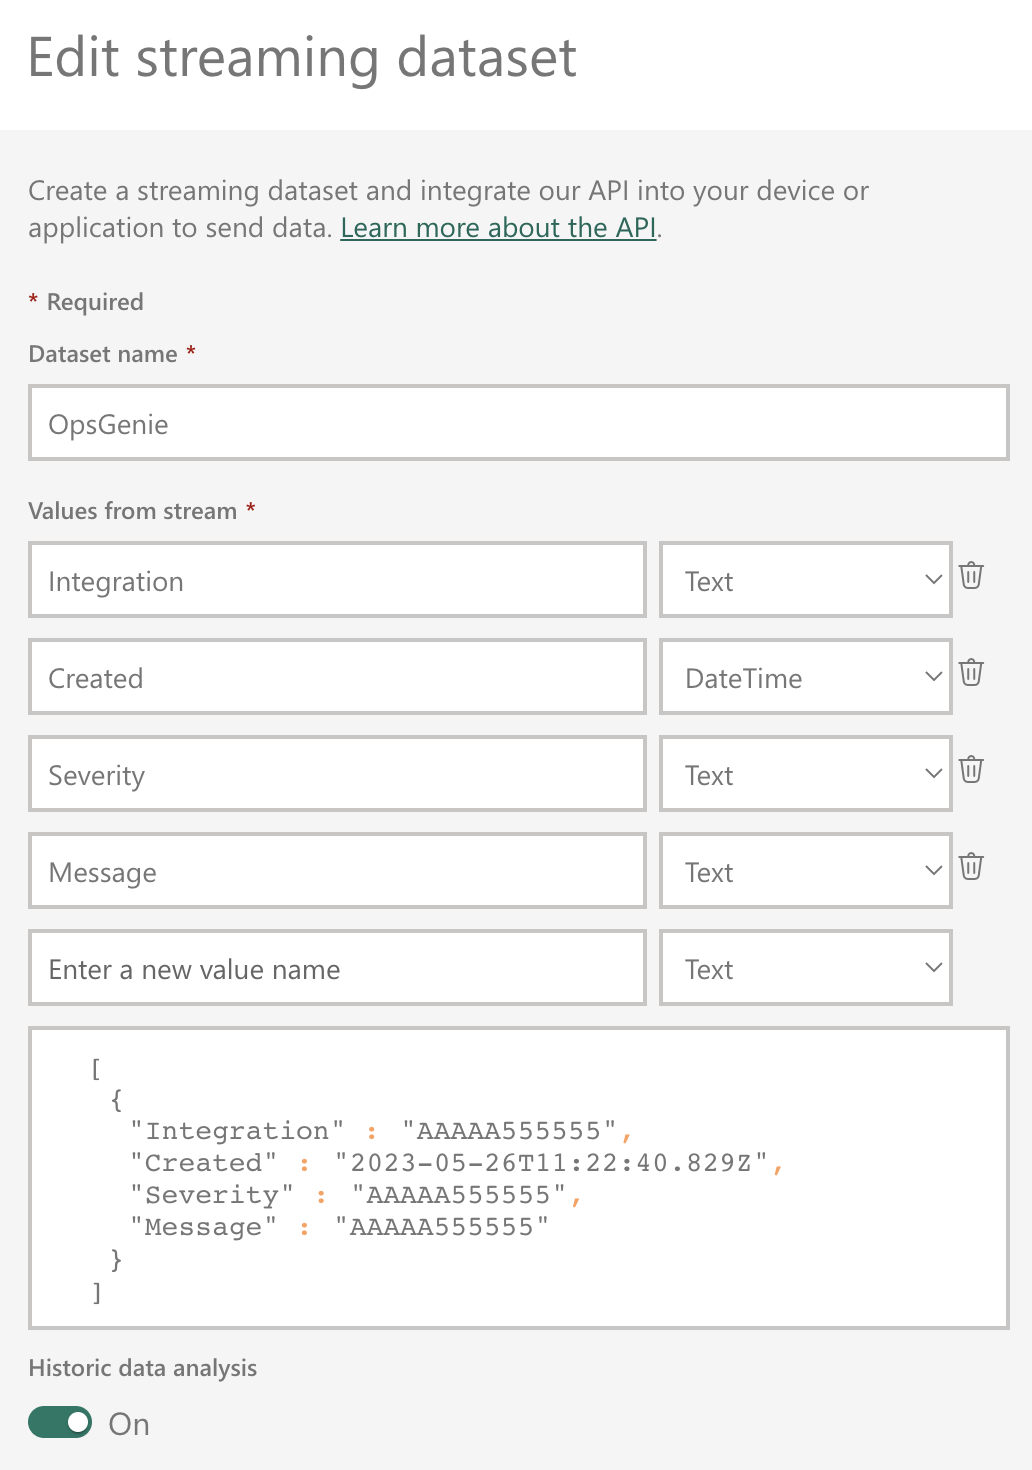 Edit streaming dataset
Create a streaming dataset and integrate our API into your device or
application to send data. Learn more about the API.
* Required
Dataset name *
OpsGenie
Values from stream *
Integration Text
Created DateTime
Severity Text
Message Text
Enter a new value name Text
[
{
"Integration" : "AAAAA555555",
"Created" : "2023-05-26T11:22:40.829Z",
"Severity" : "AAAAA555555",
"Message" : "AAAAA555555"
}
]
Historic data analysis
On